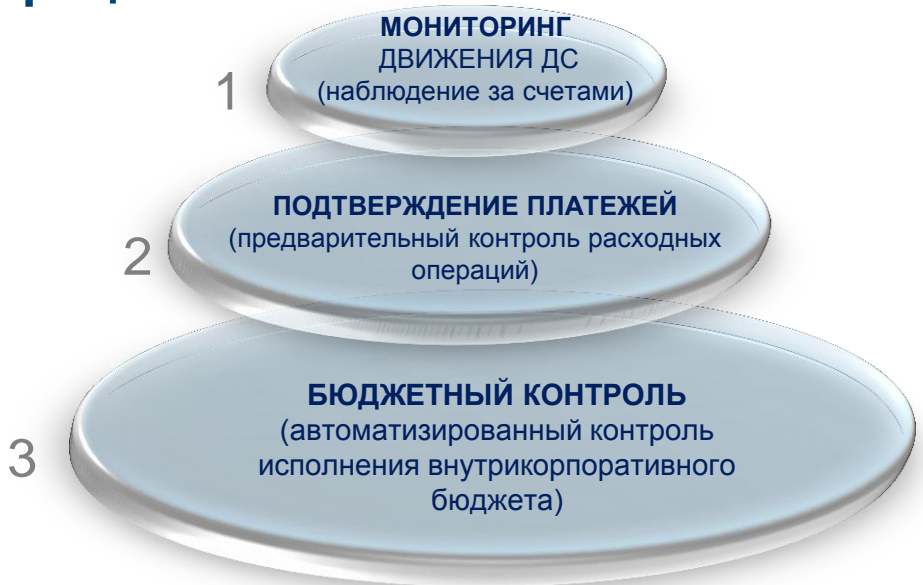 МОНИТОРИНГ
ДВИЖЕНИЯ ДС
(наблюдение за счетами)
1
ПОДТВЕРЖДЕНИЕ ПЛАТЕЖЕЙ
(предварительный контроль расходных
операций)
2
БЮДЖЕТНЫЙ КОНТРОЛЬ
(автоматизированный контроль
исполнения внутрикорпоративного
бюджета)
3